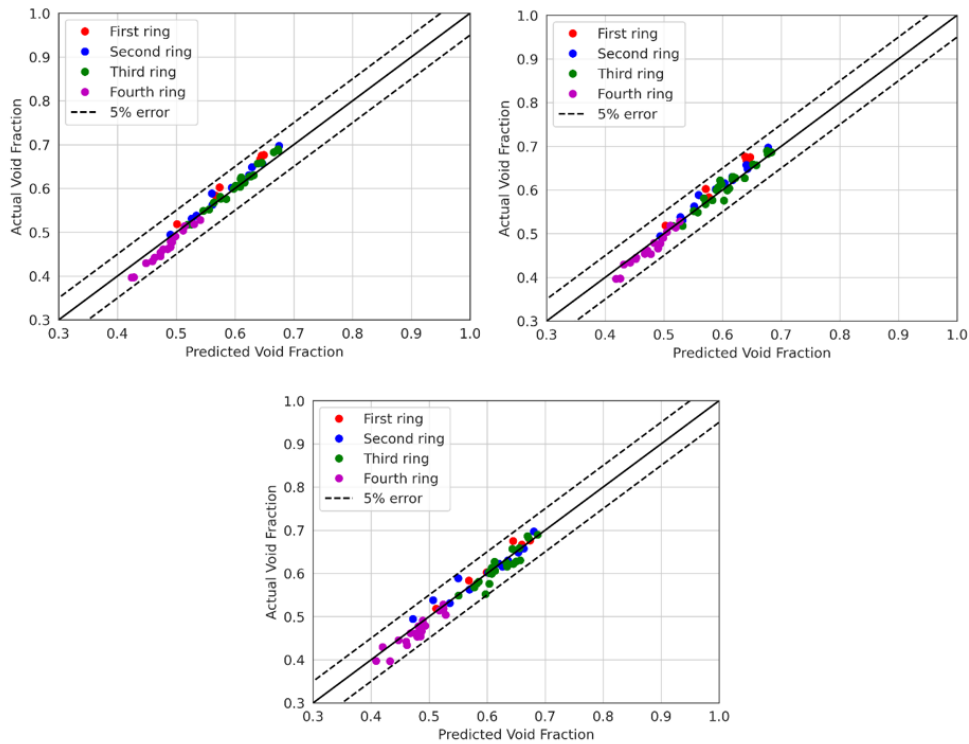 1.0
0.9
0.8
0.7
0.6
0.5
0.4
0.3
Actual Void Fraction
First ring
Second ring
Third ring
Fourth ring
5% error
0.3 0.4 0.5 0.6 0.7 0.8 0.9 1.0
Predicted Void Fraction
1.0
0.9
0.8
0.7
0.6
0.5
0.4
0.3
Actual Void Fraction
First ring
Second ring
Third ring
Fourth ring
5% error
0.3 0.4 0.5 0.6 0.7 0.8 0.9 1.0
Predicted Void Fraction
1.0
0.9
0.8
0.7
0.6
0.5
0.4
0.3
Actual Void Fraction
First ring
Second ring
Third ring
Fourth ring
5% error
0.3 0.4 0.5 0.6 0.7 0.8 0.9 1.0
Predicted Void Fraction